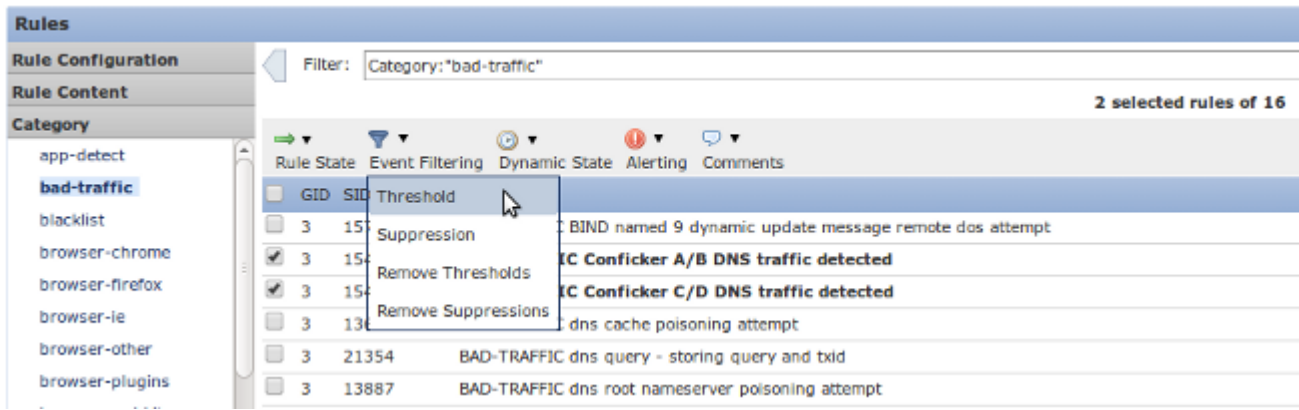 Rules
Rule Configuration
Rule Content
Category
app-detect
bad-traffic
blacklist
browser-chrome
browser-firefox
browser-ie
browser-other
browser-plugins
Filter: Category:"bad-traffic"
2 selected rules of 16
Rule State Event Filtering Dynamic State Alerting Comments
GID SID
Threshold
Suppression
Remove Thresholds
Remove Suppressions
3 BIND named 9 dynamic update message remote dos attempt
3 Conficker A/B DNS traffic detected
3 Conficker C/D DNS traffic detected
3 dns cache poisoning attempt
3 21354 BAD-TRAFFIC dns query - storing query and txid
3 13887 BAD-TRAFFIC dns root nameserver poisoning attempt